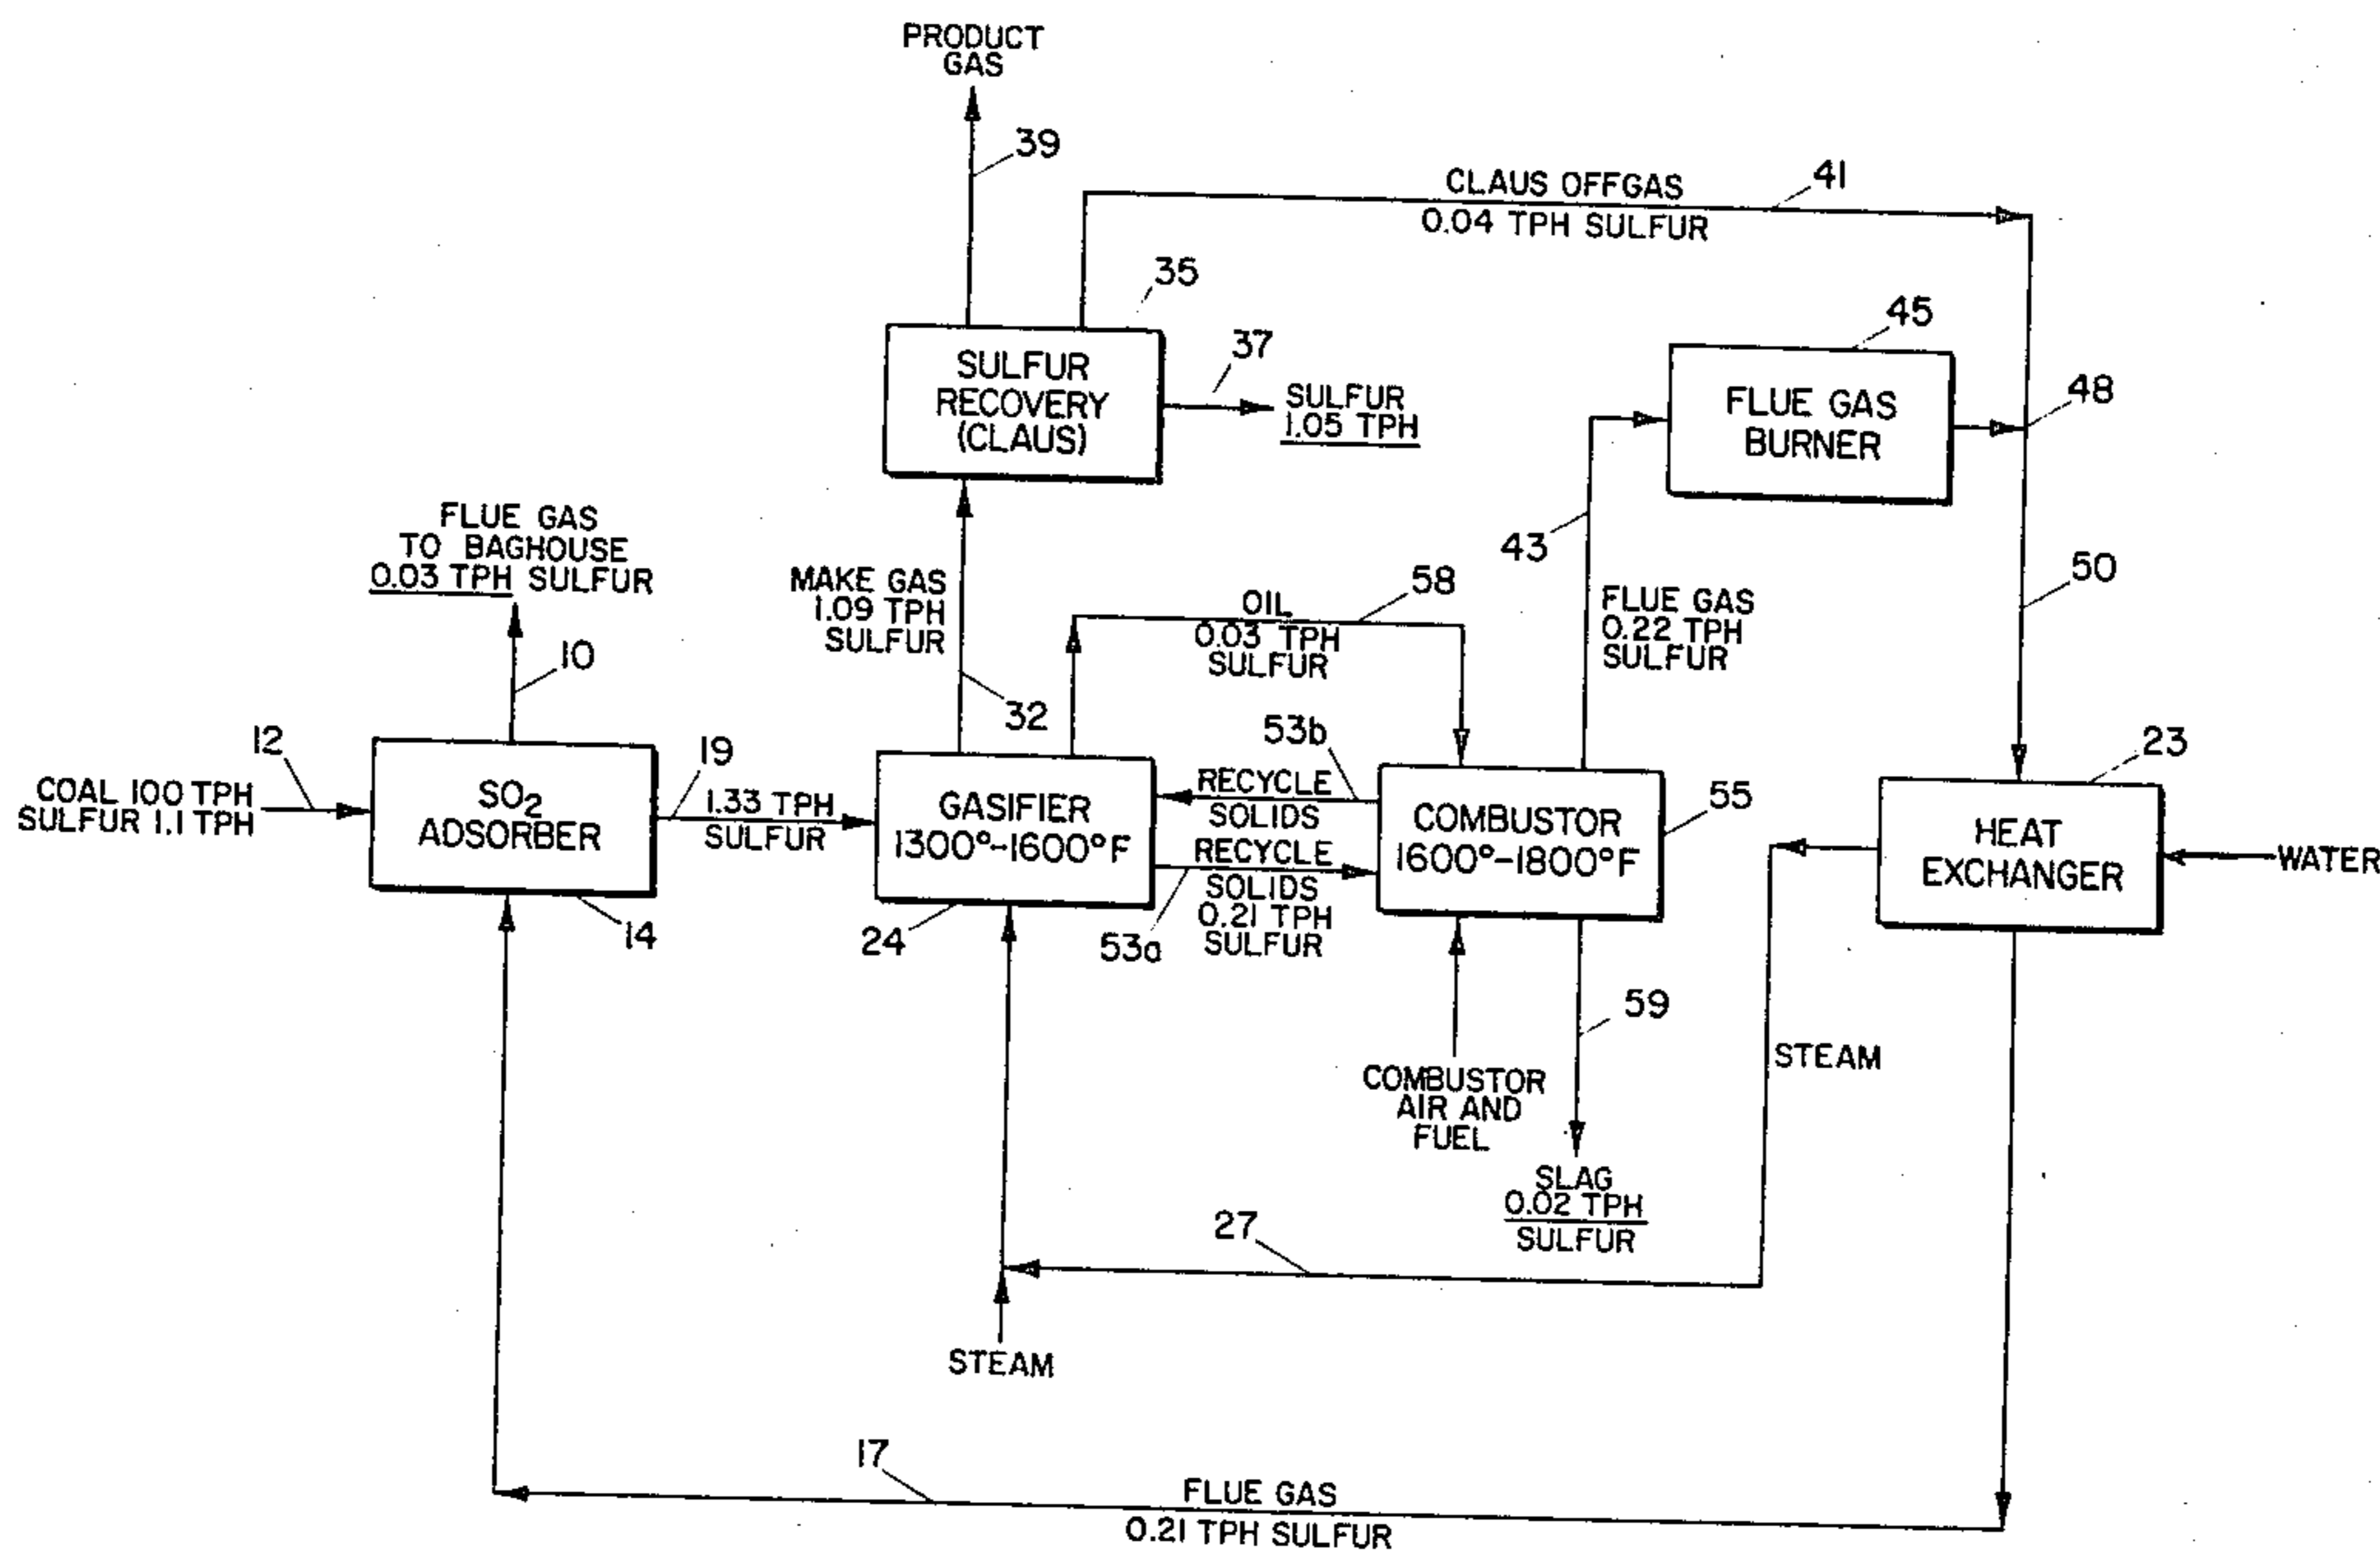 PRODUCT
GAS
39
CLAUS OFFGAS
41
0.04 TPH SULFUR
35
SULFUR
RECOVERY
(CLAUS)
37
SULFUR
1.05 TPH
45
FLUE GAS
BURNER
48
FLUE GAS
TO BAGHOUSE
0.03 TPH SULFUR
10
MAKE GAS
1.09 TPH
SULFUR
32
OIL
0.03 TPH
SULFUR
58
43
FLUE GAS
0.22 TPH
SULFUR
50
12
COAL 100 TPH
SULFUR 1.1 TPH
SO2
ADSORBER
14
19
1.33 TPH
SULFUR
GASIFIER
1300°-1600°F
24
53b
RECYCLE
SOLIDS
RECYCLE
SOLIDS
0.21 TPH
SULFUR
53a
COMBUSTOR
1600°-1800°F
55
23
HEAT
EXCHANGER
WATER
COMBUSTOR
AIR AND
FUEL
59
SLAG
0.02 TPH
SULFUR
STEAM
27
STEAM
17
FLUE GAS
0.21 TPH SULFUR